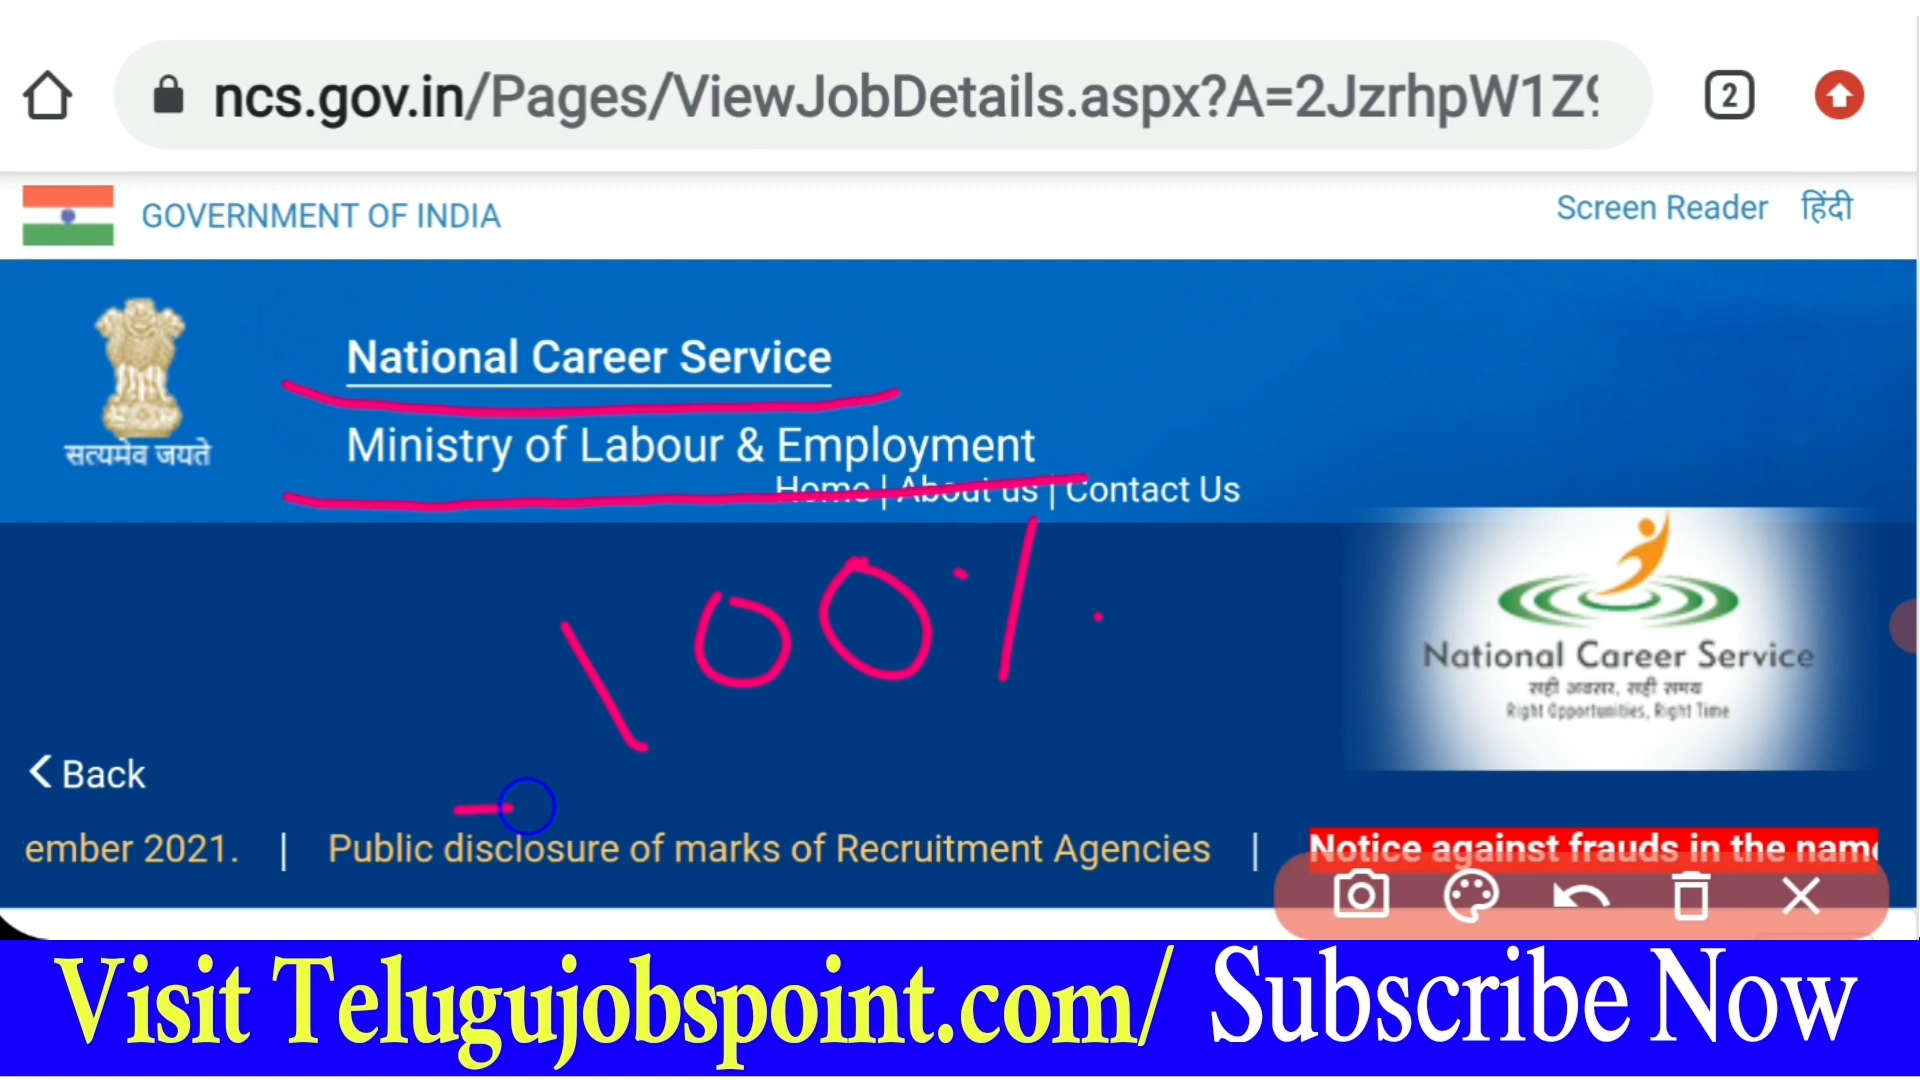 ncs.gov.in/Pages/ViewJobDetails.aspx?A=2JzrhpW1Z9
2
GOVERNMENT OF INDIA
Screen Reader हिंदी
National Career Service
Ministry of Labour & Employment
सत्यमेव जयते
Home | About us | Contact Us
100%
National Career Service
सही अवसर, सही समय
Right Opportunities, Right Time
Back
ember 2021. | Public disclosure of marks of Recruitment Agencies | Notice against frauds in the name
Visit Telugujobspoint.com/ Subscribe Now